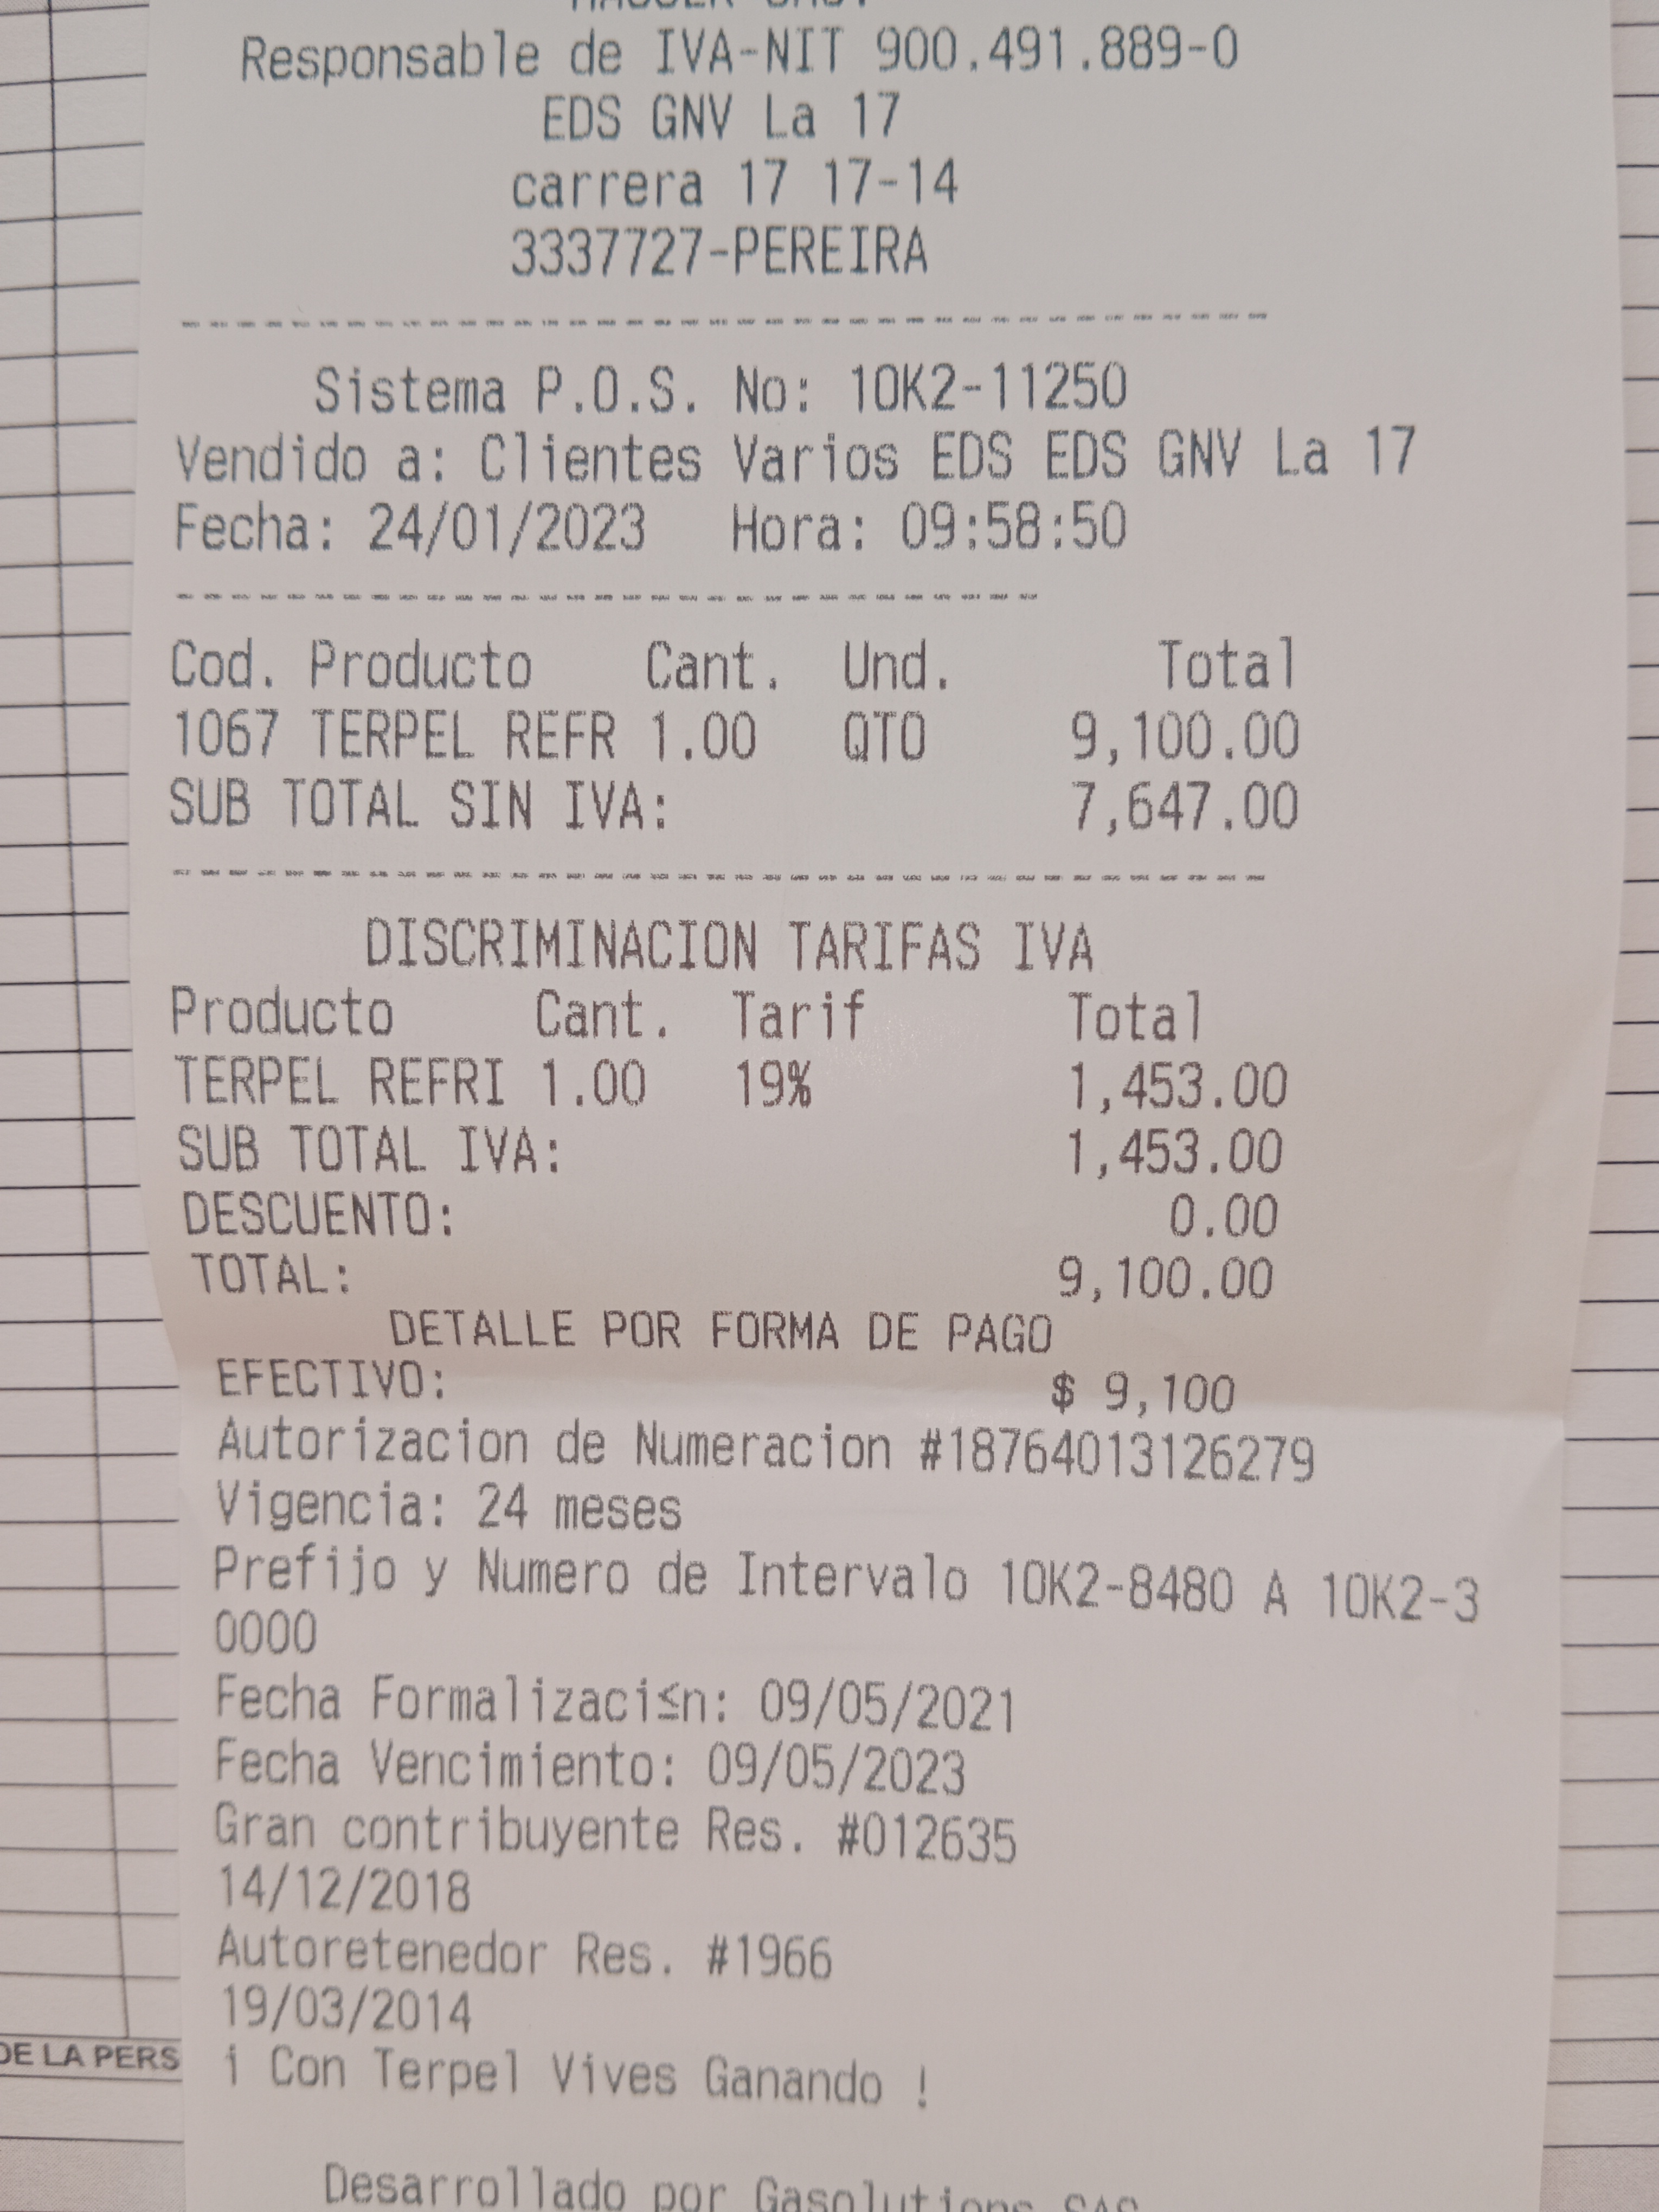 Responsable de IVA-NIT 900.491.889-0
EDS GNV La 17
carrera 17 17-14
3337727-PEREIRA
Sistema P.O.S. No: 10K2-11250
Vendido a: Clientes Varios EDS EDS GNV La 17
Fecha: 24/01/2023 Hora: 09:58:50
Cod. Producto Cant. Und. Total
1067 TERPEL REFR 1.00 QTO 9,100.00
SUB TOTAL SIN IVA: 7,647.00
DISCRIMINACION TARIFAS IVA
Producto Cant. Tarif Total
TERPEL REFRI 1.00 19% 1,453.00
SUB TOTAL IVA: 1,453.00
DESCUENTO: 0.00
TOTAL: 9,100.00
DETALLE POR FORMA DE PAGO
EFECTIVO: $ 9,100
Autorizacion de Numeracion #18764013126279
Vigencia: 24 meses
Prefijo y Numero de Intervalo 10K2-8480 A 10K2-3
0000
Fecha Formalizaci≤n: 09/05/2021
Fecha Vencimiento: 09/05/2023
Gran contribuyente Res. #012635
14/12/2018
Autoretenedor Res. #1966
19/03/2014
¡ Con Terpel Vives Ganando !
DE LA PERS
Desarrollado por Gasolutions SAS